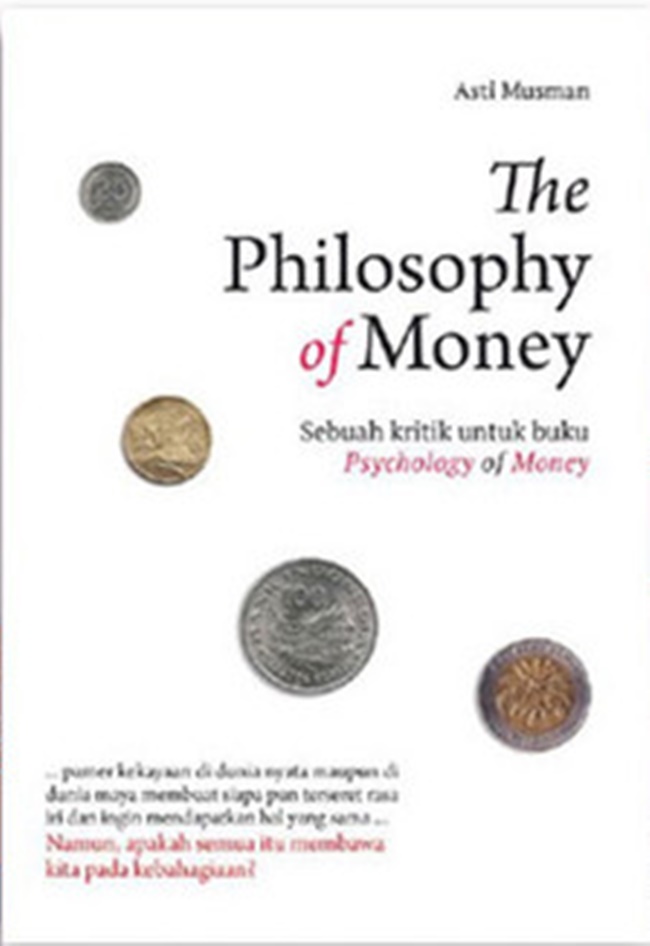 Asti Musman
The
Philosophy
of Money
Sebuah kritik untuk buku
Psychology of Money
... pamer kekayaan di dunia nyata maupun di
dunia maya membuat siapa pun terseret rasa
iri dan ingin mendapatkan hal yang sama ...
Namun, apakah semua itu membawa
kita pada kebahagiaan?